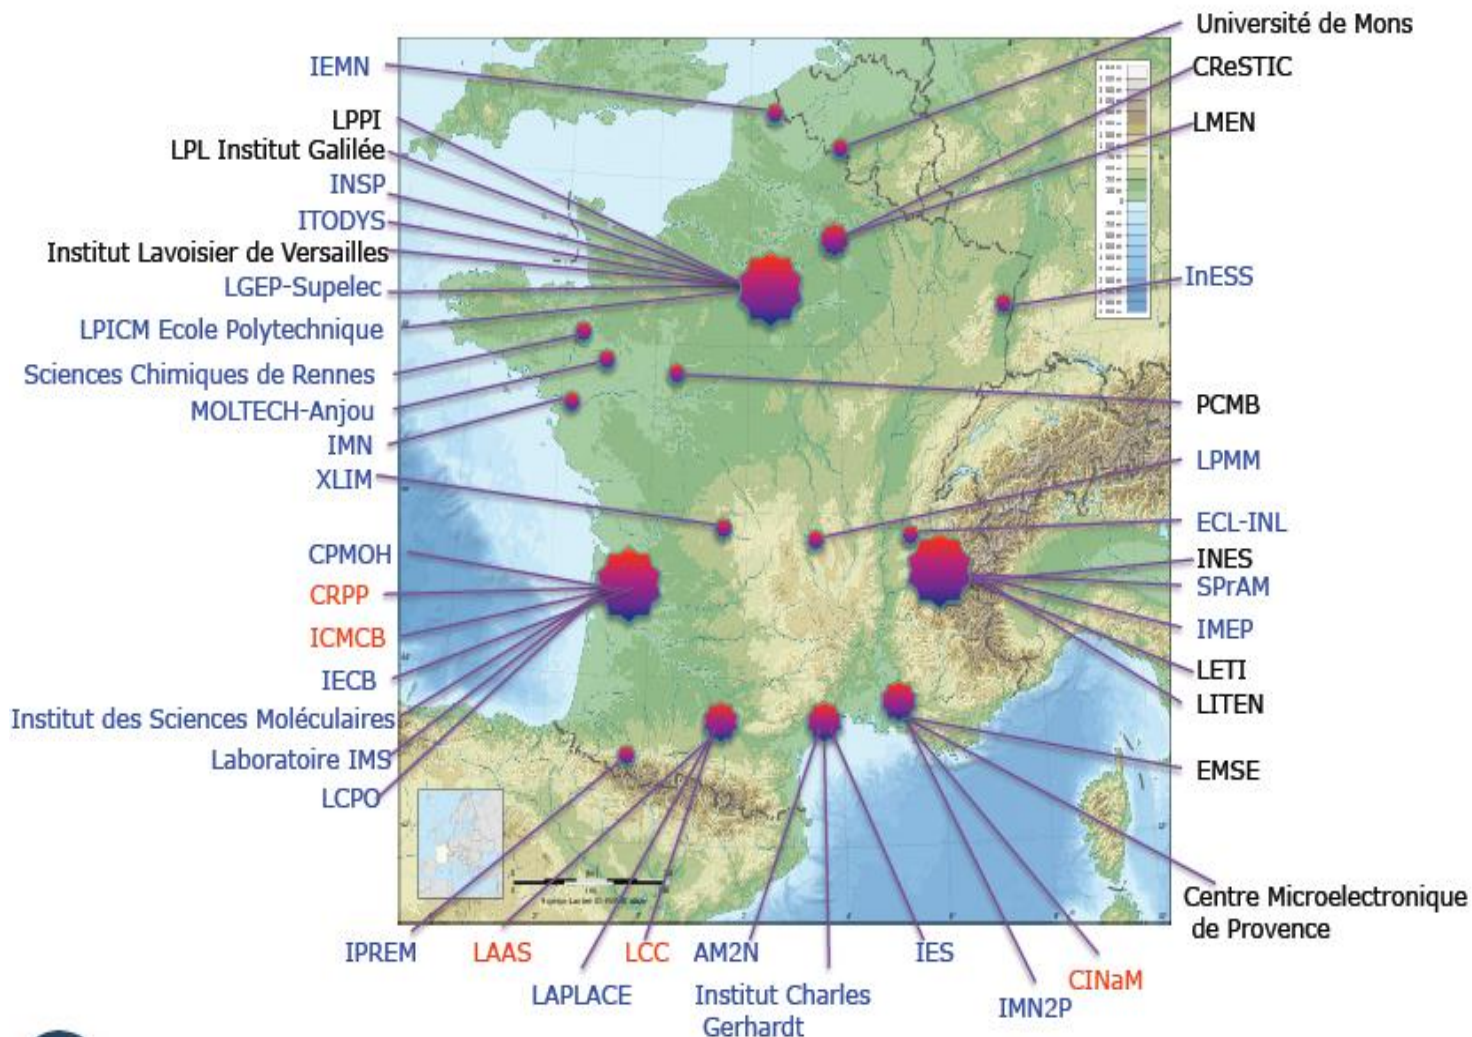 Université de Mons
IEMN
CReSTIC
LPPI
LMEN
LPL Institut Galilée
INSP
ITODYS
Institut Lavoisier de Versailles
InESS
LGEP-Supelec
LPICM Ecole Polytechnique
Sciences Chimiques de Rennes
PCMB
MOLTECH-Anjou
IMN
LPMM
XLIM
ECL-INL
CPMOH
INES
SPrAM
CRPP
IMEP
ICMCB
LETI
IECB
LITEN
Institut des Sciences Moléculaires
Laboratoire IMS
EMSE
LCPO
Centre Microelectronique
de Provence
IPREM
LAAS
LCC
AM2N
IES
CINaM
LAPLACE
Institut Charles
Gerhardt
IMN2P